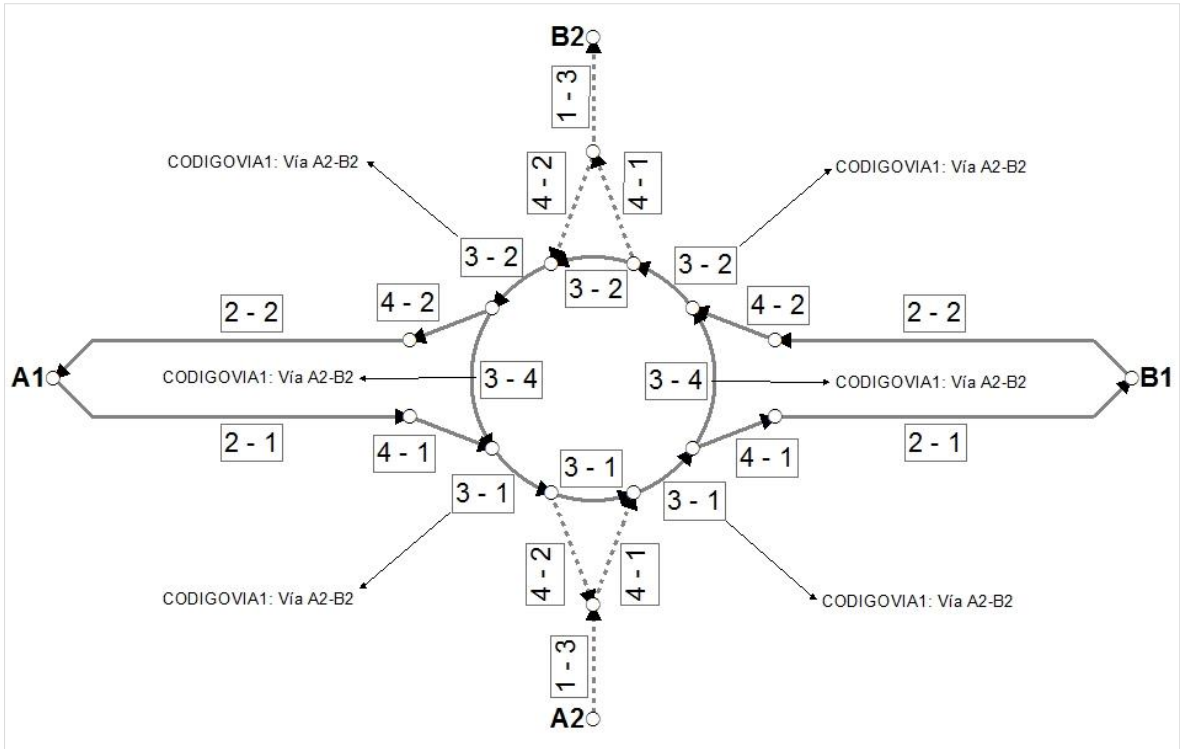 B2
1 - 3
CODIGOVIA1: Vía A2-B2
4 - 2
4 - 1
CODIGOVIA1: Vía A2-B2
3 - 2
3 - 2
3 - 2
2 - 2
4 - 2
4 - 2
2 - 2
A1
CODIGOVIA1: Vía A2-B2
3 - 4
3 - 4
CODIGOVIA1: Vía A2-B2
B1
2 - 1
4 - 1
3 - 1
4 - 1
2 - 1
3 - 1
3 - 1
4 - 2
4 - 1
CODIGOVIA1: Vía A2-B2
CODIGOVIA1: Vía A2-B2
1 - 3
A2